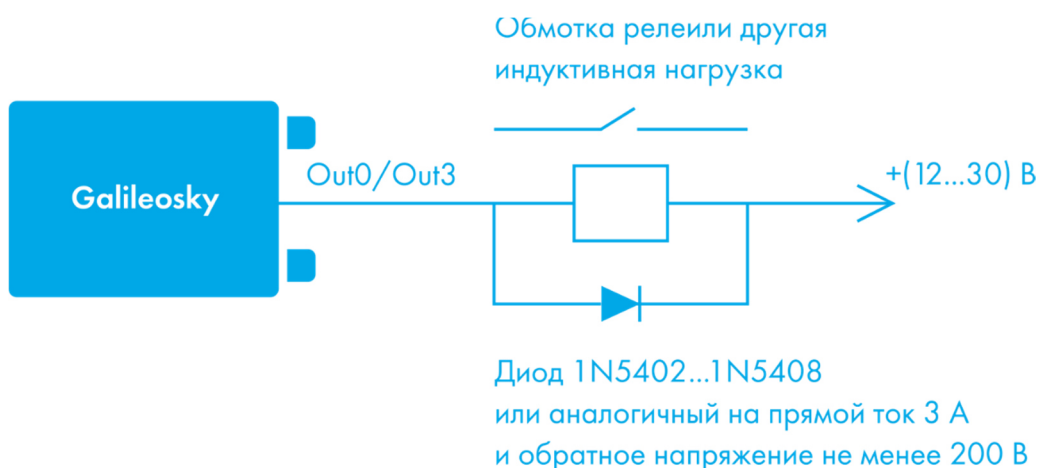 Обмотка релеили другая
индуктивная нагрузка
Galileosky
Out0/Out3
+(12...30) В
Диод 1N5402...1N5408
или аналогичный на прямой ток 3 А
и обратное напряжение не менее 200 В